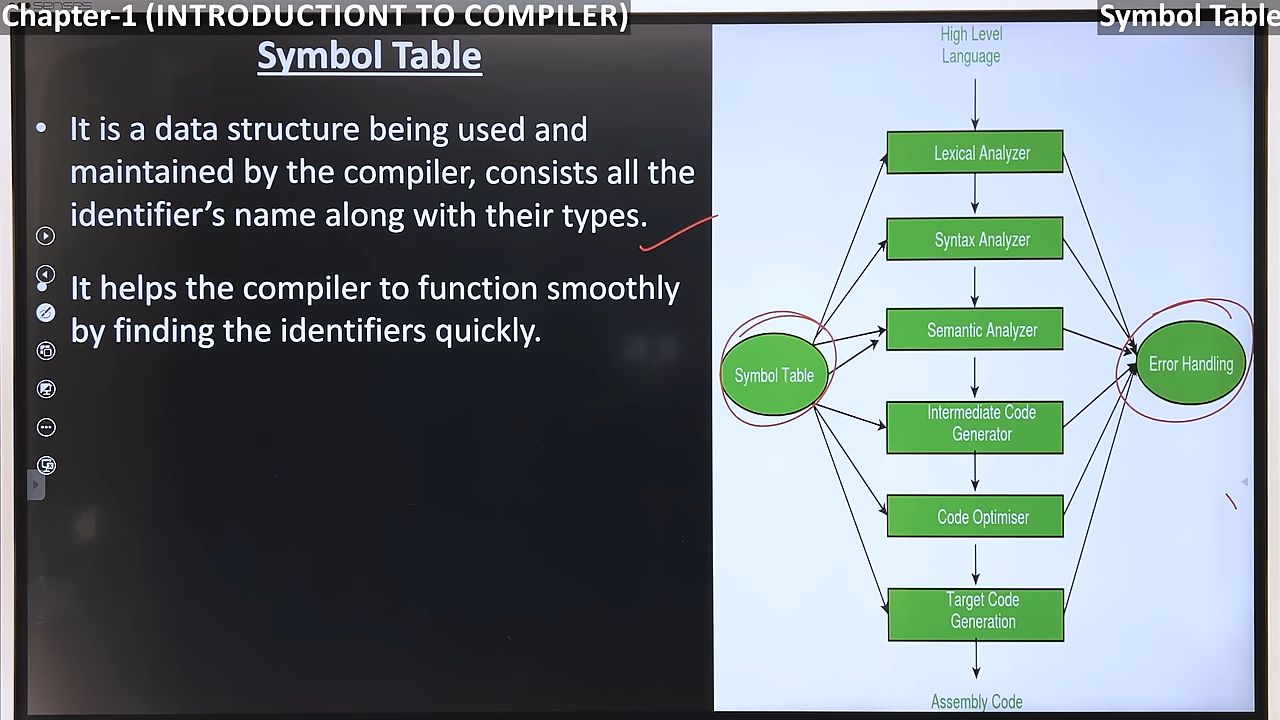 Chapter-1 (INTRODUCTIONT TO COMPILER)
Symbol Table
Symbol Table
• It is a data structure being used and
maintained by the compiler, consists all the
identifier’s name along with their types.
• It helps the compiler to function smoothly
by finding the identifiers quickly.
High Level
Language
Lexical Analyzer
Syntax Analyzer
Semantic Analyzer
Symbol Table
Error Handling
Intermediate Code
Generator
Code Optimiser
Target Code
Generation
Assembly Code